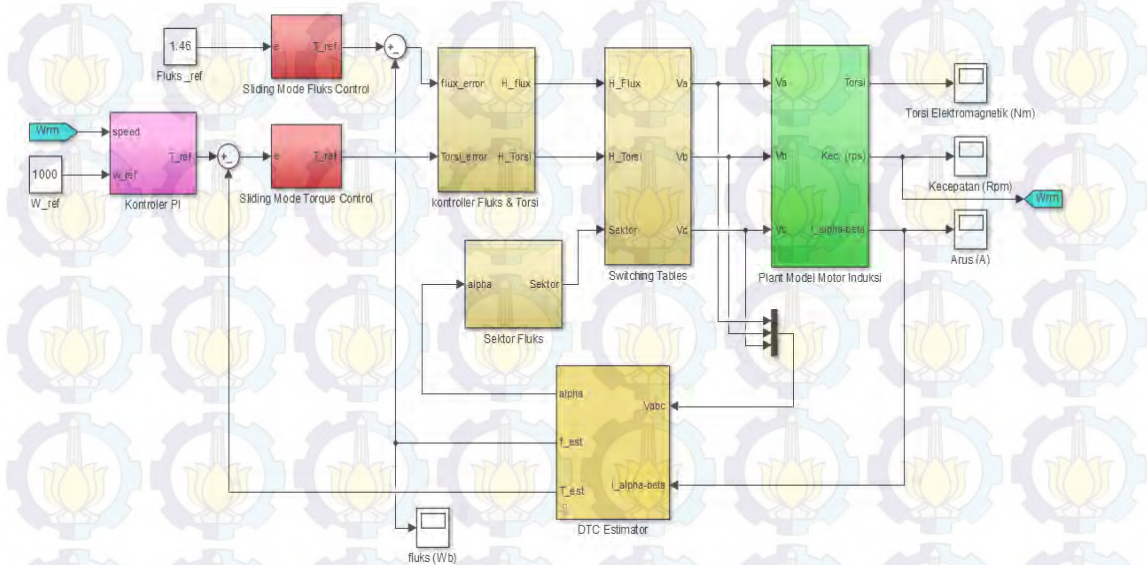 1.46
Fluks _ref
e
T_ref
Sliding Mode Fluks Control
Wrm
speed
T_ref
w_ref
1000
W_ref
Kontroler PI
e
T_ref
Sliding Mode Torque Control
flux_error
H_flux
Torsi_error
H_Torsi
kontroller Fluks & Torsi
H_Flux
Va
H_Torsi
Vb
Sektor
Vc
Switching Tables
Va
Torsi
Vb
Kec. (rps)
Vc
i_alpha-beta
Plant Model Motor Induksi
Torsi Elektromagnetik (Nm)
Kecepatan (Rpm)
Wrm
Arus (A)
alpha
Sektor
Sektor Fluks
alpha
Vabc
f_est
i_alpha-beta
T_est
DTC Estimator
fluks (Wb)